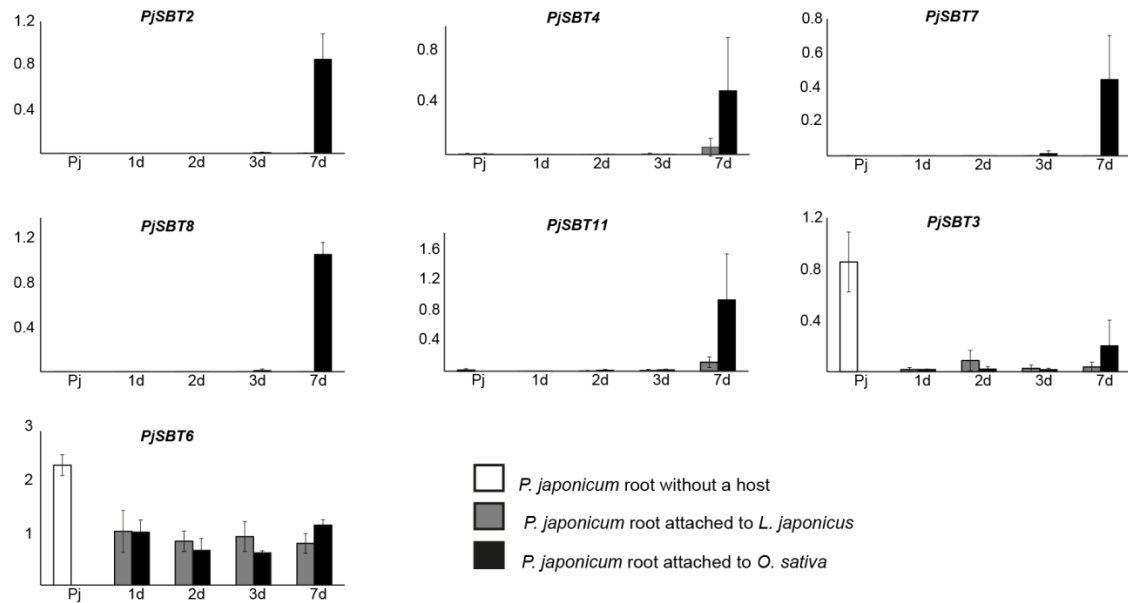 PjSBT2
1.2
0.8
0.4
Pj 1d 2d 3d 7d
PjSBT4
0.8
0.4
Pj 1d 2d 3d 7d
PjSBT7
0.8
0.6
0.4
0.2
Pj 1d 2d 3d 7d
PjSBT8
1.2
0.8
0.4
Pj 1d 2d 3d 7d
PjSBT11
1.6
1.2
0.8
0.4
Pj 1d 2d 3d 7d
PjSBT3
1.2
0.8
0.4
Pj 1d 2d 3d 7d
PjSBT6
3
2
1
Pj 1d 2d 3d 7d
P. japonicum root without a host
P. japonicum root attached to L. japonicus
P. japonicum root attached to O. sativa